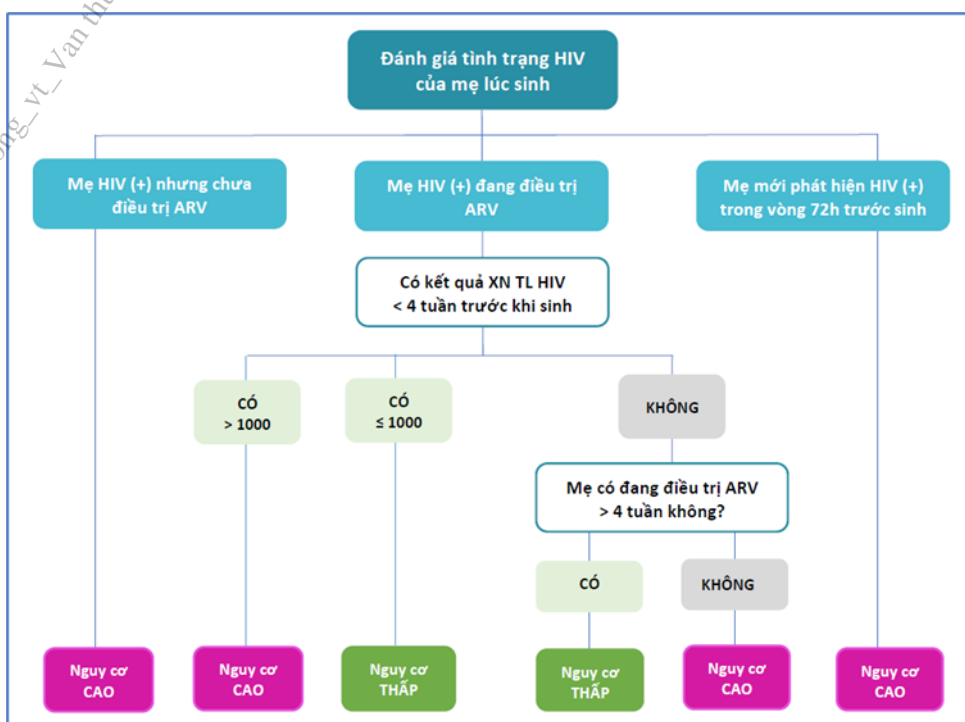 ong_vt_Van thu
Đánh giá tình trạng HIV
của mẹ lúc sinh
Mẹ HIV (+) nhưng chưa
điều trị ARV
Mẹ HIV (+) đang điều trị
ARV
Mẹ mới phát hiện HIV (+)
trong vòng 72h trước sinh
Có kết quả XN TL HIV
< 4 tuần trước khi sinh
CÓ
> 1000
CÓ
≤ 1000
KHÔNG
Mẹ có đang điều trị ARV
> 4 tuần không?
CÓ
KHÔNG
Nguy cơ
CAO
Nguy cơ
CAO
Nguy cơ
THẤP
Nguy cơ
THẤP
Nguy cơ
CAO
Nguy cơ
CAO